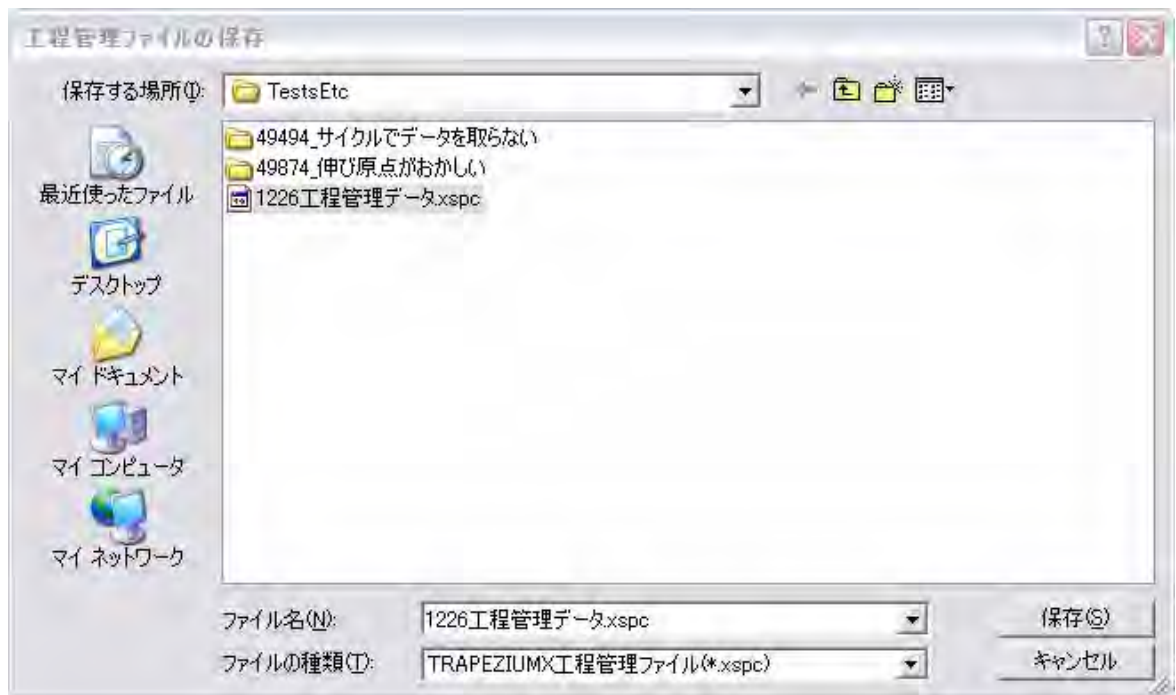 工程管理ファイルの保存
保存する場所(I):
TestsEtc
49494_サイクルでデータを取らない
49874_伸び原点がおかしい
1226工程管理データ.xspc
最近使ったファイル
デスクトップ
マイ ドキュメント
マイ コンピュータ
マイ ネットワーク
ファイル名(N):
1226工程管理データ.xspc
保存(S)
ファイルの種類(T):
TRAPEZIUMX工程管理ファイル(*.xspc)
キャンセル